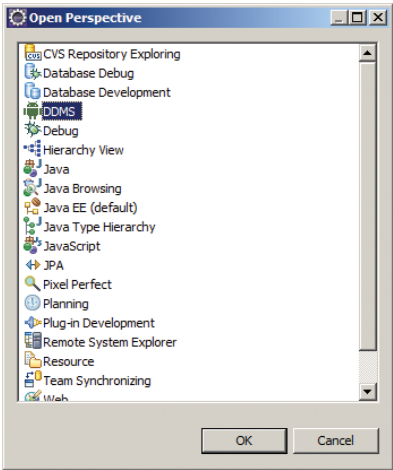 Open Perspective
CVS Repository Exploring
Database Debug
Database Development
DDMS
Debug
Hierarchy View
Java
Java Browsing
Java EE (default)
Java Type Hierarchy
JavaScript
JPA
Pixel Perfect
Planning
Plug-in Development
Remote System Explorer
Resource
Team Synchronizing
Web
OK
Cancel